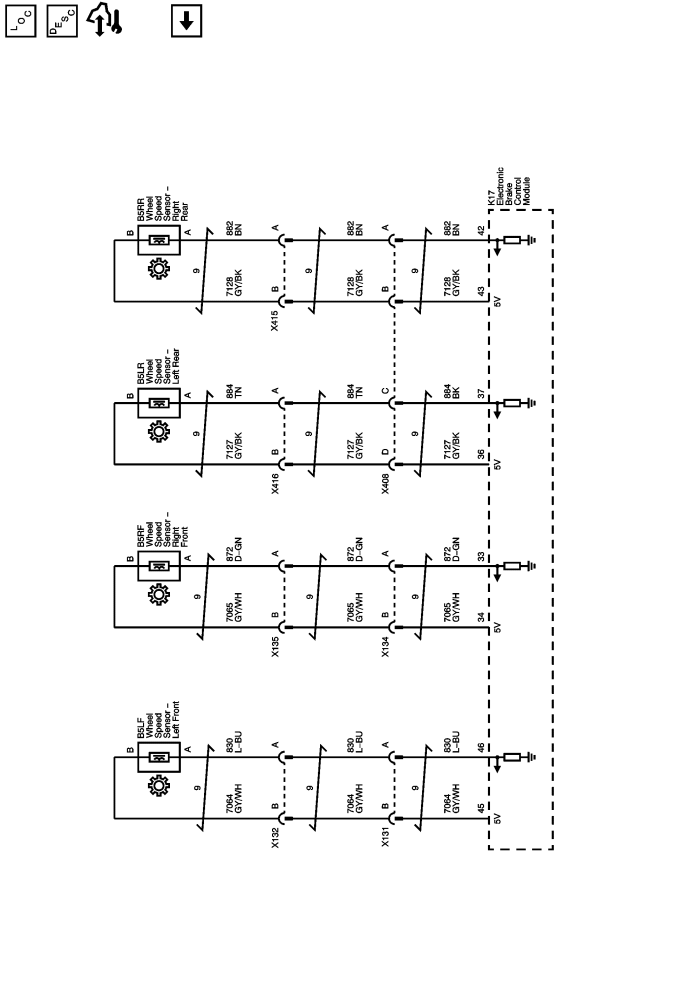 LOC
DESC
K17
Electronic
Brake
Control
Module
B5RR
Wheel
Speed
Sensor –
Right
Rear
B
A
9
882
BN
A
9
882
BN
A
9
882
BN
42
7128
GY/BK
B
7128
GY/BK
B
7128
GY/BK
43
5V
X415
B5LR
Wheel
Speed
Sensor –
Left Rear
B
A
9
884
TN
A
9
884
TN
C
9
884
BK
37
7127
GY/BK
B
7127
GY/BK
D
7127
GY/BK
36
5V
X416
X408
B5RF
Wheel
Speed
Sensor –
Right
Front
B
A
9
872
D–GN
A
9
872
D–GN
A
9
872
D–GN
33
7065
GY/WH
B
7065
GY/WH
B
7065
GY/WH
34
5V
X135
X134
B5LF
Wheel
Speed
Sensor –
Left Front
B
A
9
830
L–BU
A
9
830
L–BU
A
9
830
L–BU
46
7064
GY/WH
B
7064
GY/WH
B
7064
GY/WH
45
5V
X132
X131